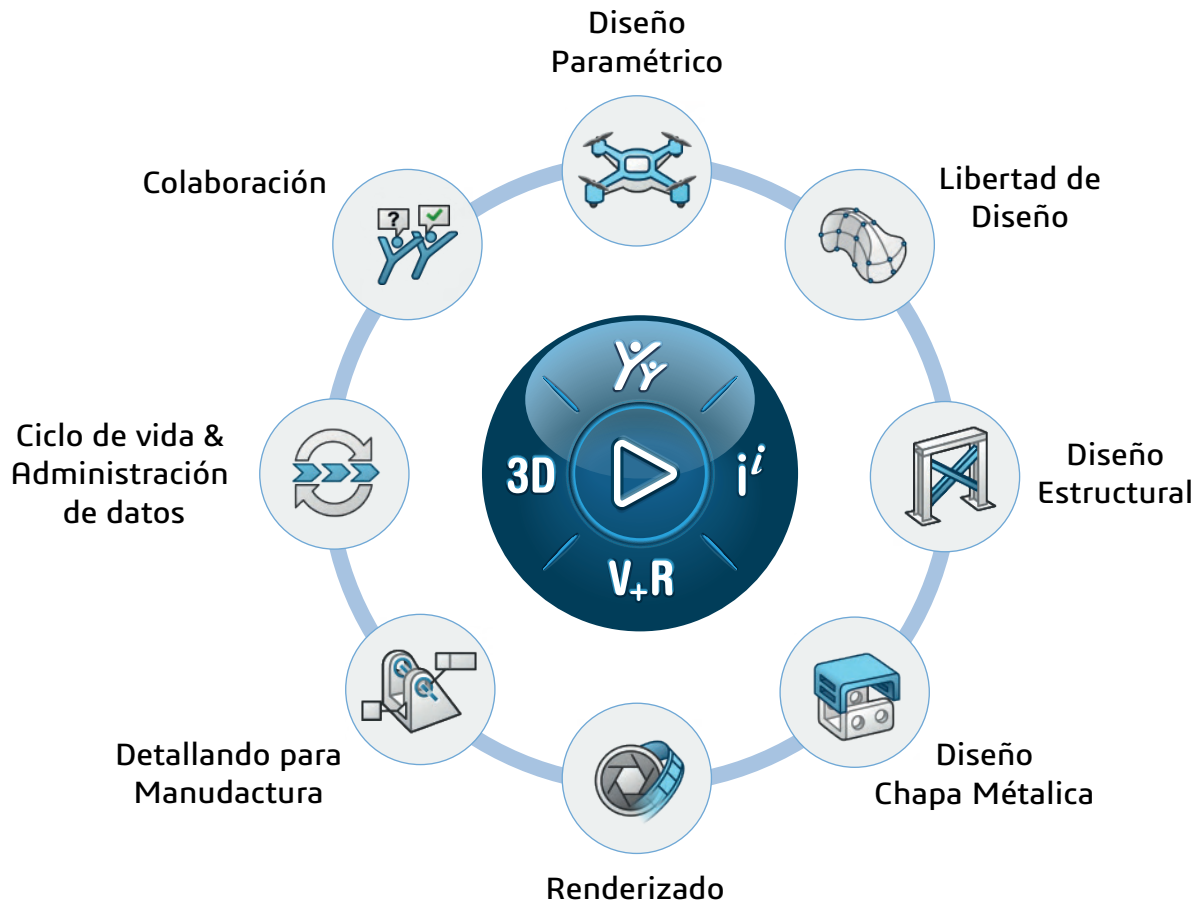 Diseño
Paramétrico
Libertad de
Diseño
Diseño
Estructural
Diseño
Chapa Métalica
Renderizado
Detallando para
Manudactura
Ciclo de vida &
Administración
de datos
Colaboración
?
3D
iⁱ
V+R